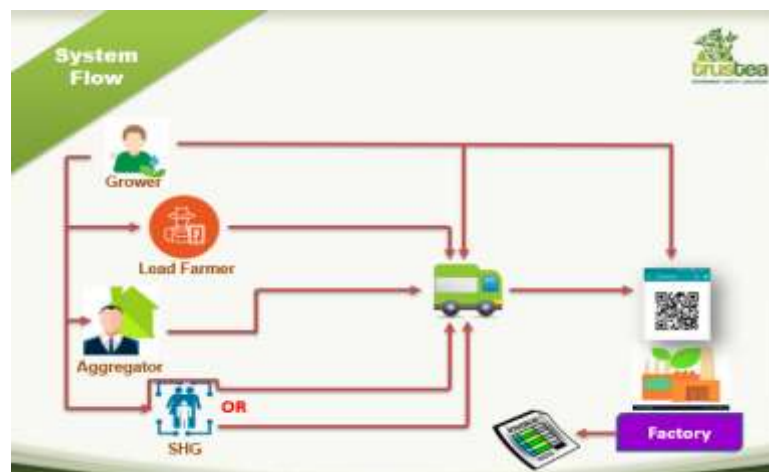 System
Flow
trustea
Grower
Lead Farmer
Aggregator
OR
SHG
Factory